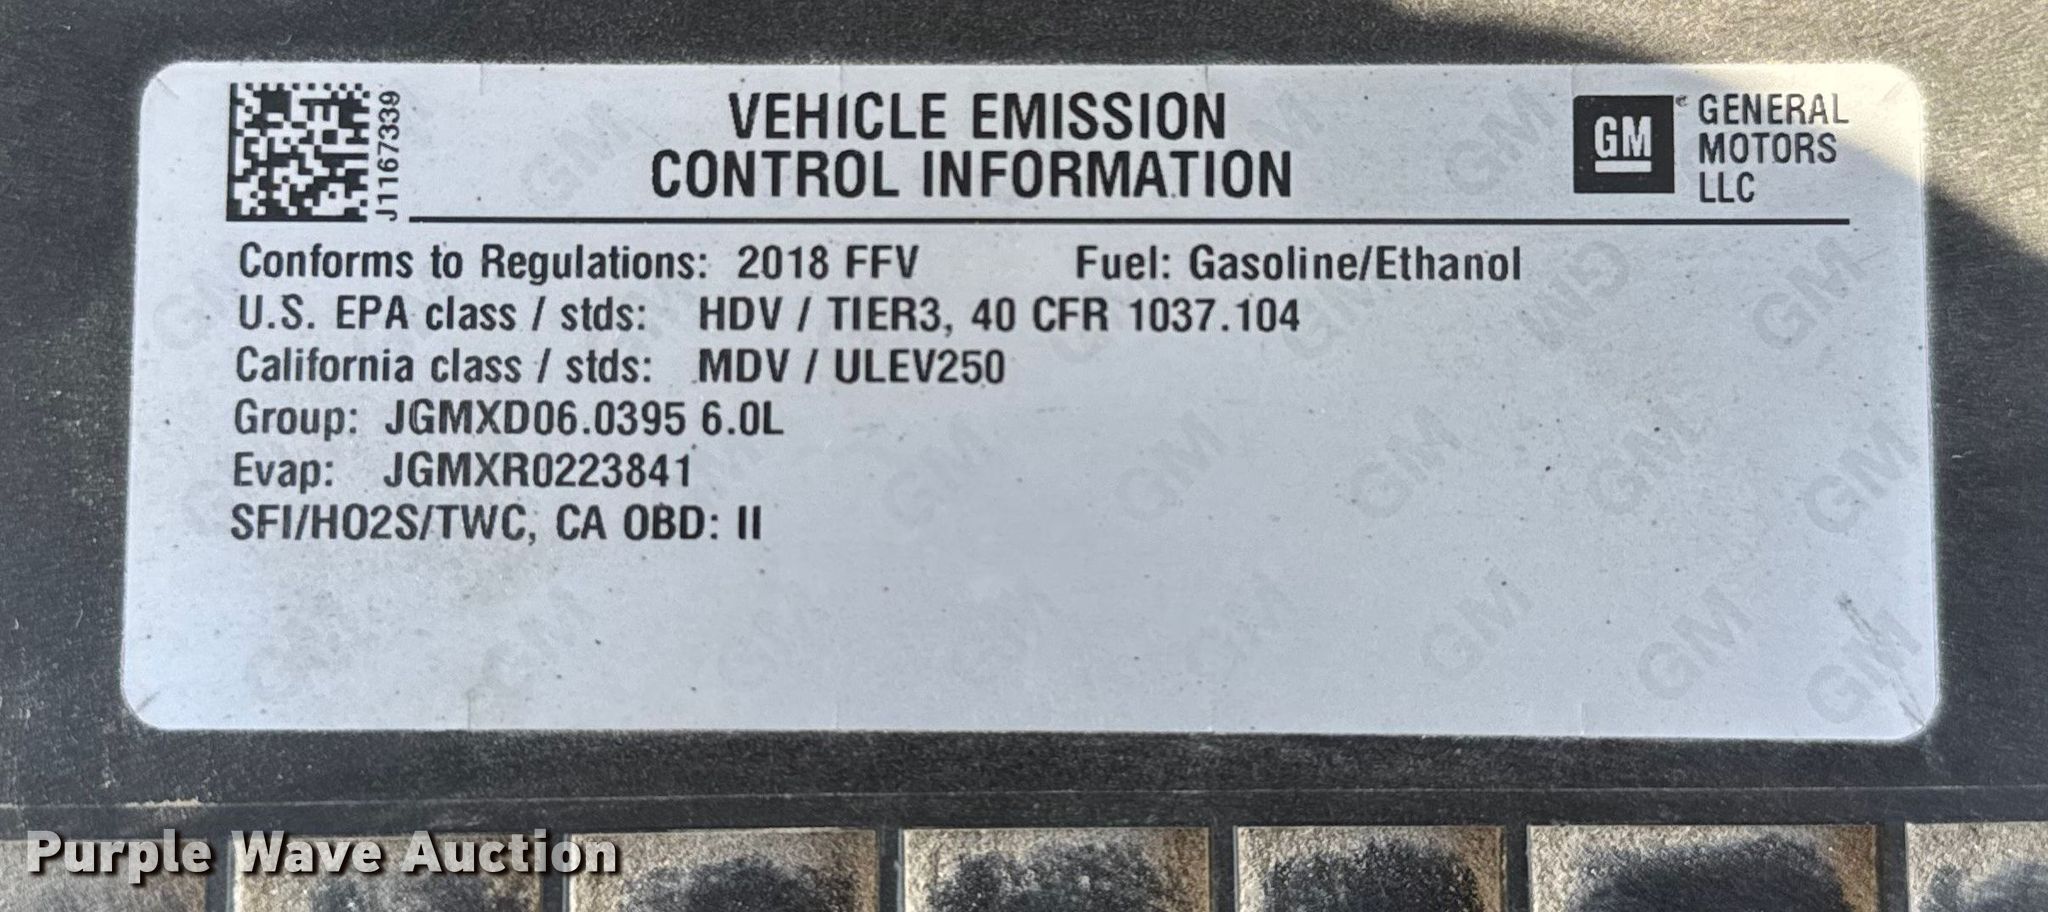 J1167339
VEHICLE EMISSION
CONTROL INFORMATION
GM
GENERAL
MOTORS
LLC
Conforms to Regulations: 2018 FFV Fuel: Gasoline/Ethanol
U.S. EPA class / stds: HDV / TIER3, 40 CFR 1037.104
California class / stds: MDV / ULEV250
Group: JGMXD06.0395 6.0L
Evap: JGMXR0223841
SFI/HO2S/TWC, CA OBD: II
Purple Wave Auction